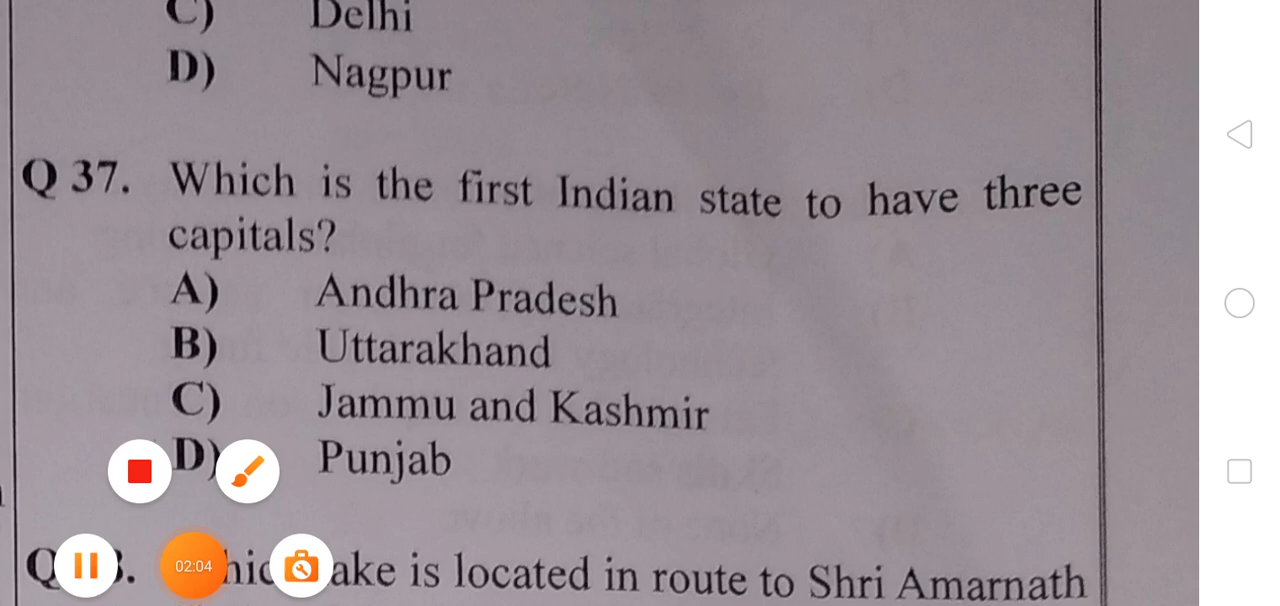 C) Delhi
D) Nagpur
Q 37. Which is the first Indian state to have three
capitals?
A) Andhra Pradesh
B) Uttarakhand
C) Jammu and Kashmir
D) Punjab
02:04
is located in route to Shri Amarnath